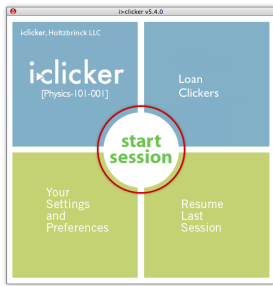 i>clicker v5.4.0
i>clicker, Holtzbrinck LLC
i>clicker
[Physics-101-001]
Loan
Clickers
start
session
Your
Settings
and
Preferences
Resume
Last
Session